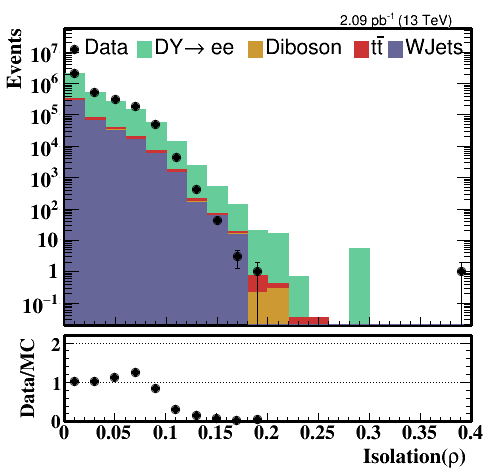 2.09 pb⁻¹ (13 TeV)
Events
Data DY→ ee Diboson tt̄ WJets
10⁷
10⁶
10⁵
10⁴
10³
10²
10
1
10⁻¹
Data/MC
2
1
0
0 0.05 0.1 0.15 0.2 0.25 0.3 0.35 0.4
Isolation(ρ)